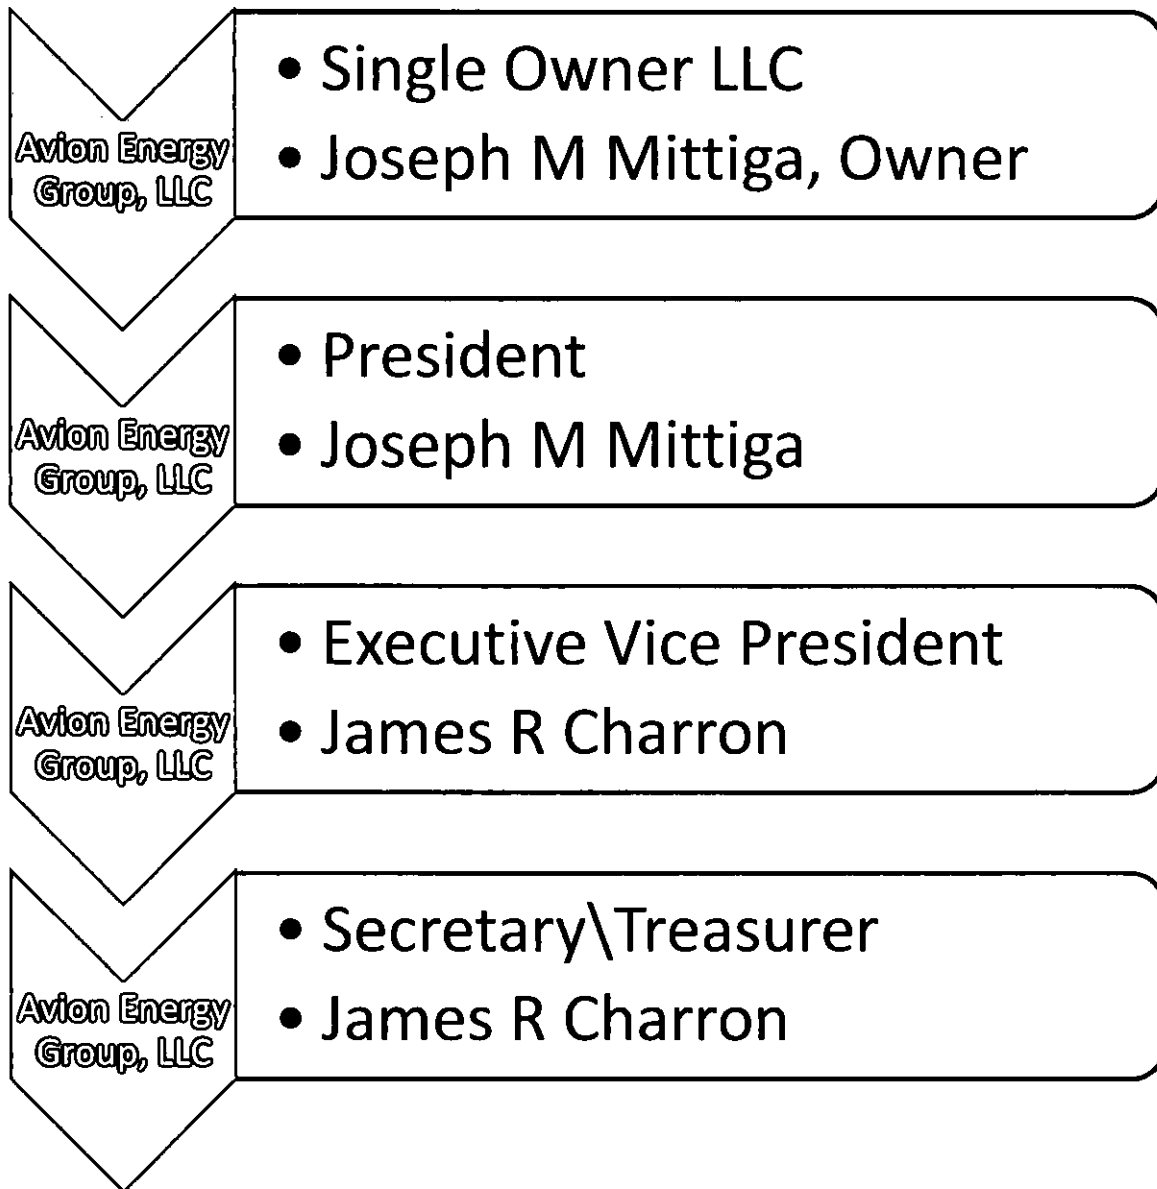 Avion Energy
Group, LLC
• Single Owner LLC
• Joseph M Mittiga, Owner
Avion Energy
Group, LLC
• President
• Joseph M Mittiga
Avion Energy
Group, LLC
• Executive Vice President
• James R Charron
Avion Energy
Group, LLC
• Secretary\Treasurer
• James R Charron